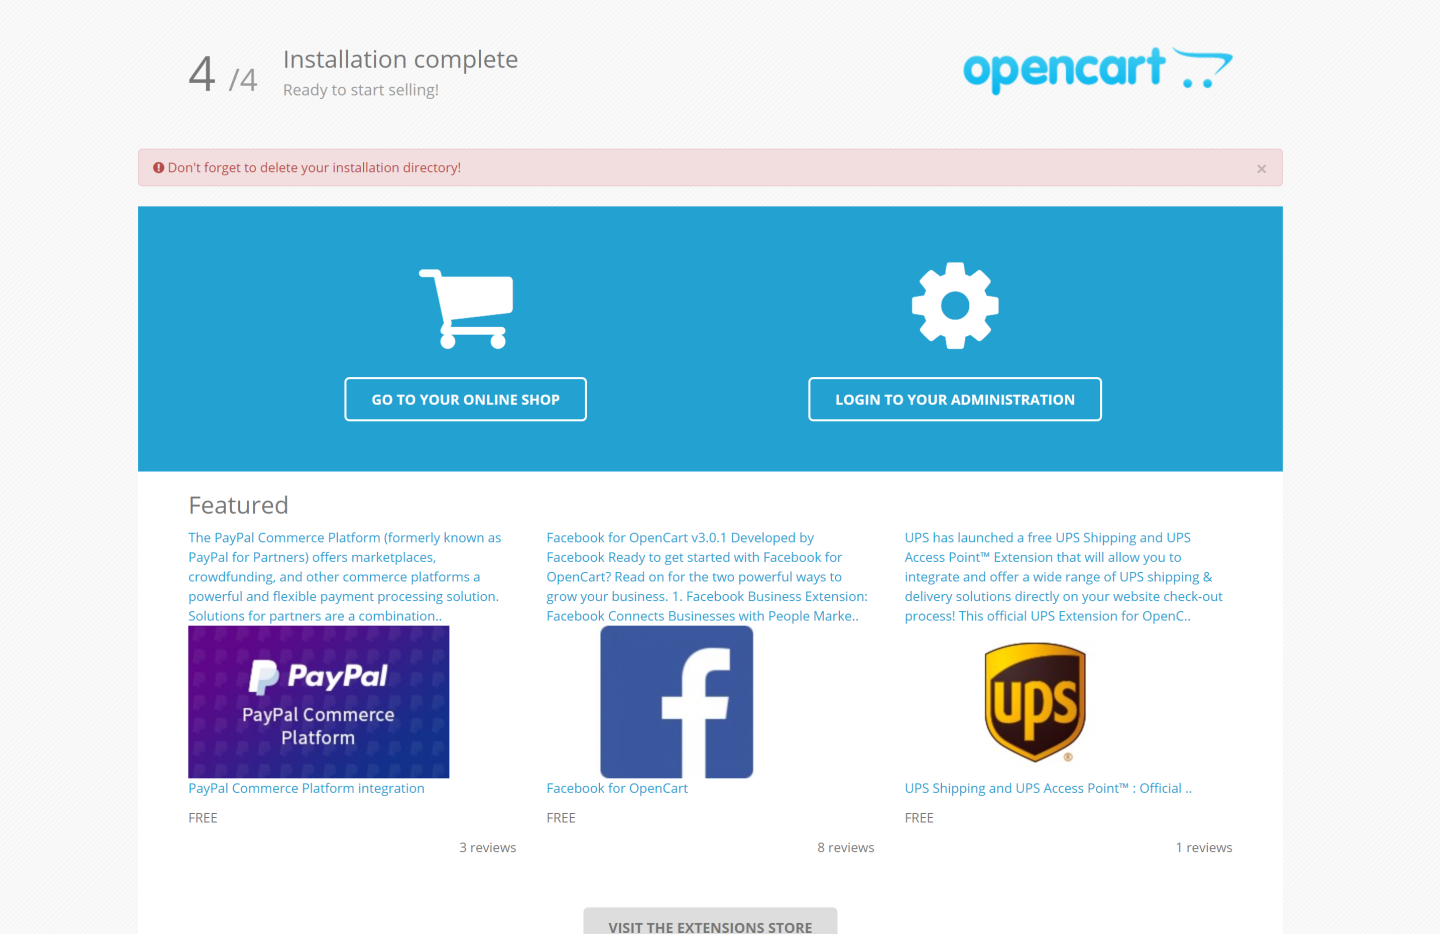 4 /4
Installation complete
Ready to start selling!
opencart
Don't forget to delete your installation directory!
×
GO TO YOUR ONLINE SHOP
LOGIN TO YOUR ADMINISTRATION
Featured
The PayPal Commerce Platform (formerly known as
PayPal for Partners) offers marketplaces,
crowdfunding, and other commerce platforms a
powerful and flexible payment processing solution.
Solutions for partners are a combination..
PayPal
PayPal Commerce
Platform
PayPal Commerce Platform integration
FREE
3 reviews
Facebook for OpenCart v3.0.1 Developed by
Facebook Ready to get started with Facebook for
OpenCart? Read on for the two powerful ways to
grow your business. 1. Facebook Business Extension:
Facebook Connects Businesses with People Marke..
f
Facebook for OpenCart
FREE
8 reviews
UPS has launched a free UPS Shipping and UPS
Access Point™ Extension that will allow you to
integrate and offer a wide range of UPS shipping &
delivery solutions directly on your website check-out
process! This official UPS Extension for OpenC..
ups
®
UPS Shipping and UPS Access Point™ : Official ..
FREE
1 reviews
VISIT THE EXTENSIONS STORE